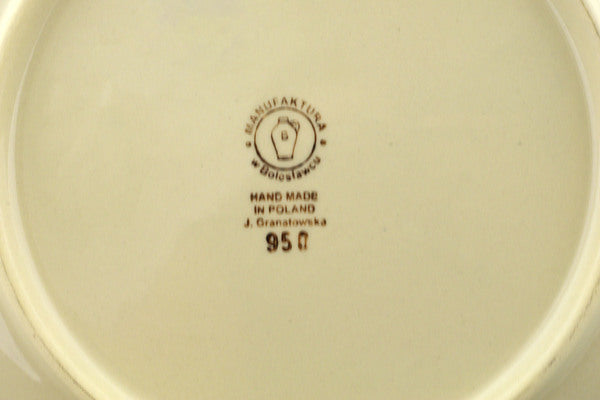 MANUFAKTURA
B
w Bolesławcu
HAND MADE
IN POLAND
J. Granatowska
950